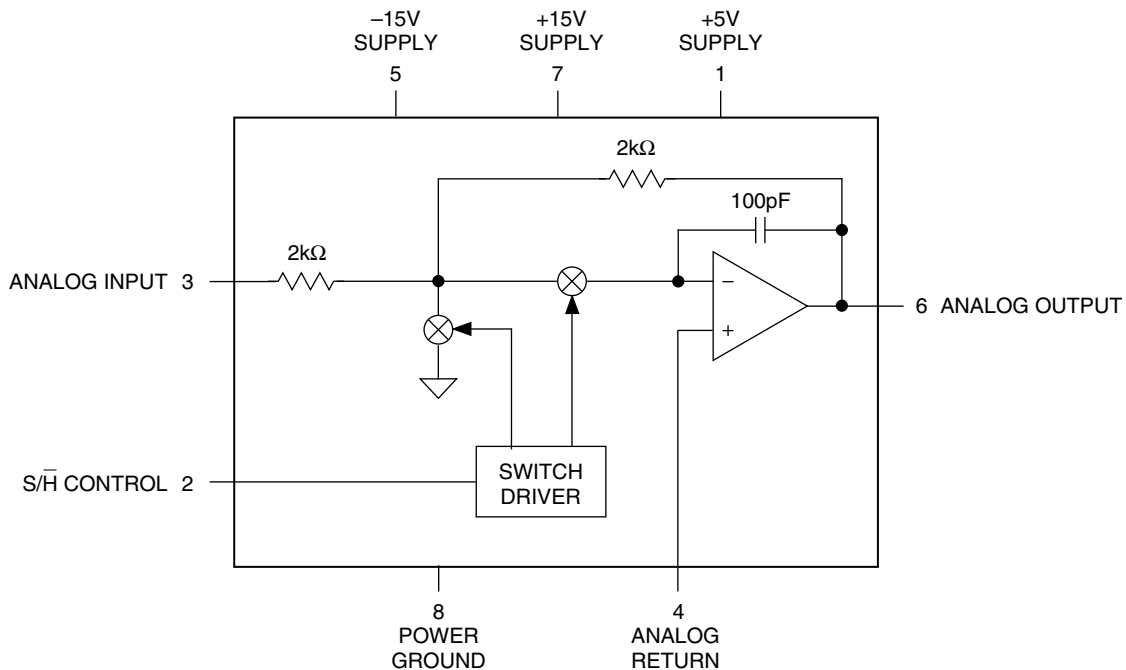 –15V
SUPPLY
5
+15V
SUPPLY
7
+5V
SUPPLY
1
2kΩ
100pF
2kΩ
ANALOG INPUT 3
–
+
6 ANALOG OUTPUT
S/H̅ CONTROL 2
SWITCH
DRIVER
8
POWER
GROUND
4
ANALOG
RETURN